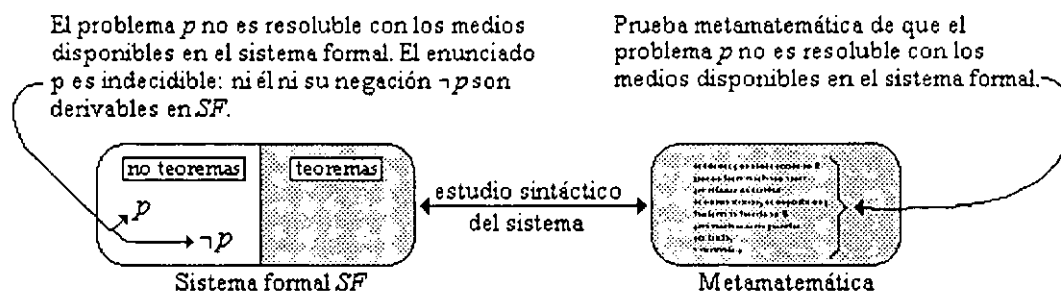 El problema p no es resoluble con los medios
disponibles en el sistema formal. El enunciado
p es indecidible: ni él ni su negación ¬p son
derivables en SF.
Prueba metamatemática de que el
problema p no es resoluble con los
medios disponibles en el sistema formal.
no teoremas
teoremas
p
¬p
estudio sintáctico
del sistema
Sistema formal SF
Metamatemática